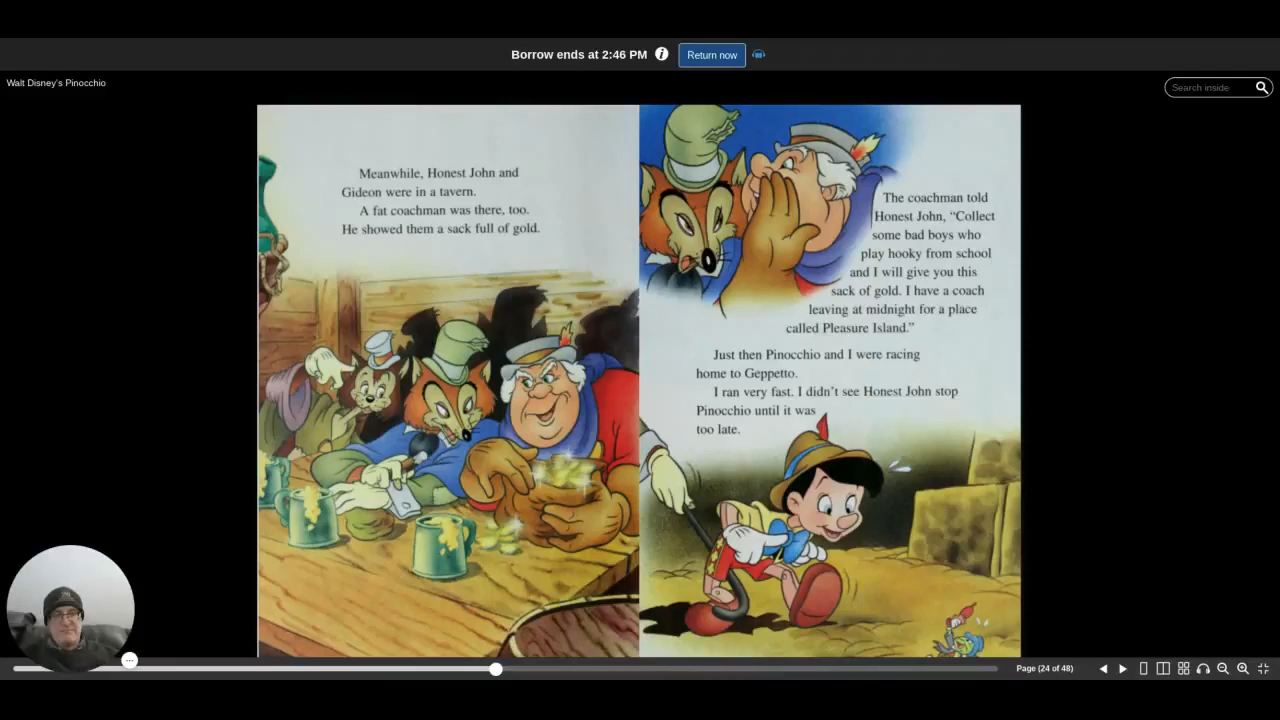 Borrow ends at 2:46 PM
Return now
Walt Disney's Pinocchio
Search inside
Meanwhile, Honest John and
Gideon were in a tavern.
A fat coachman was there, too.
He showed them a sack full of gold.
The coachman told
Honest John, “Collect
some bad boys who
play hooky from school
and I will give you this
sack of gold. I have a coach
leaving at midnight for a place
called Pleasure Island.”
Just then Pinocchio and I were racing
home to Geppetto.
I ran very fast. I didn’t see Honest John stop
Pinocchio until it was
too late.
Page (24 of 48)